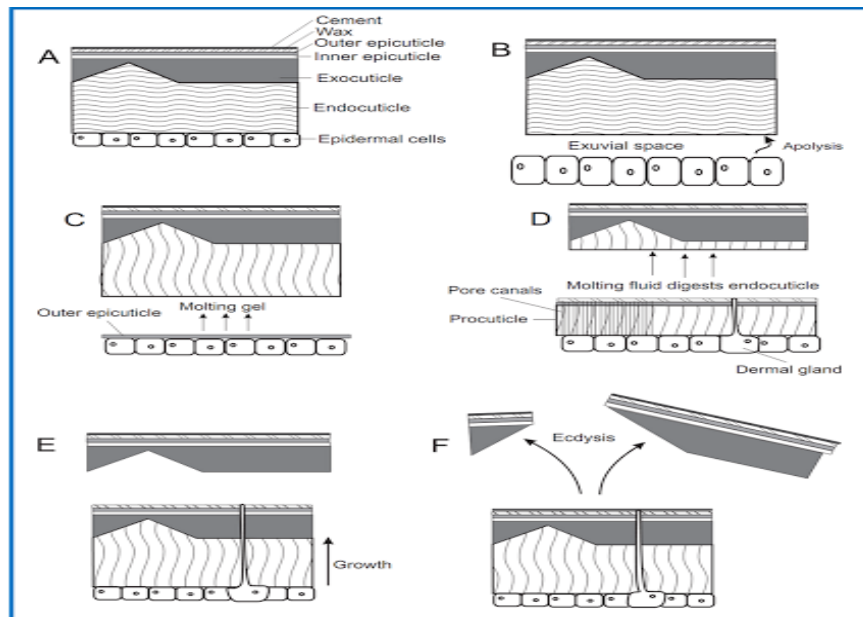 A
Cement
Wax
Outer epicuticle
Inner epicuticle
Exocuticle
Endocuticle
Epidermal cells
B
Exuvial space
Apolysis
C
Molting gel
Outer epicuticle
D
Molting fluid digests endocuticle
Pore canals
Procuticle
Dermal gland
E
Growth
F
Ecdysis